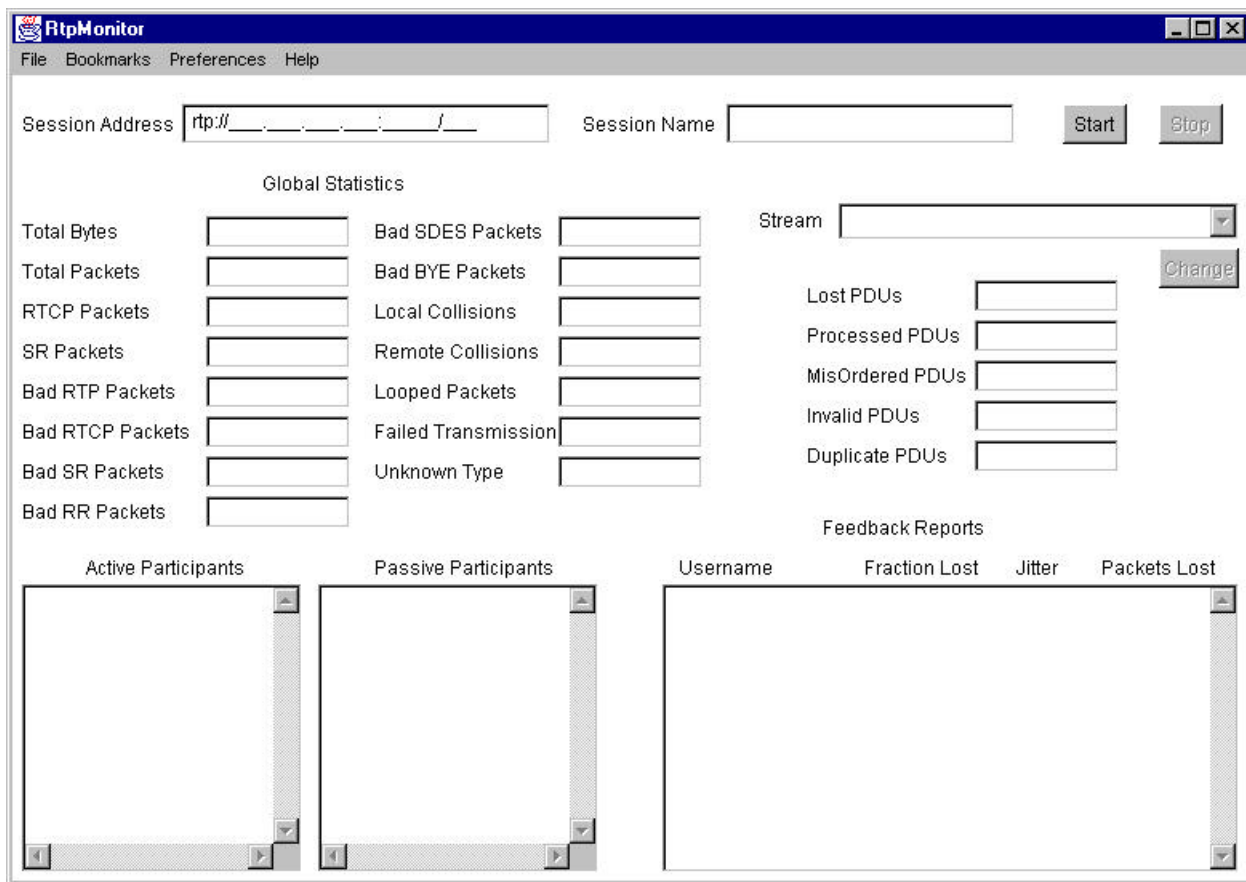 RtpMonitor
File Bookmarks Preferences Help
Session Address rtp://___.___.___.___:_____/___ Session Name Start Stop
Global Statistics
Total Bytes Bad SDES Packets Stream
Total Packets Bad BYE Packets Change
Lost PDUs
RTCP Packets Local Collisions
Processed PDUs
SR Packets Remote Collisions
MisOrdered PDUs
Bad RTP Packets Looped Packets
Invalid PDUs
Bad RTCP Packets Failed Transmission
Duplicate PDUs
Bad SR Packets Unknown Type
Bad RR Packets
Feedback Reports
Active Participants Passive Participants Username Fraction Lost Jitter Packets Lost